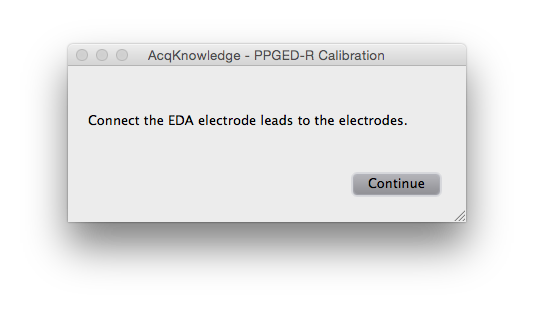 AcqKnowledge - PPGED-R Calibration
Connect the EDA electrode leads to the electrodes.
Continue